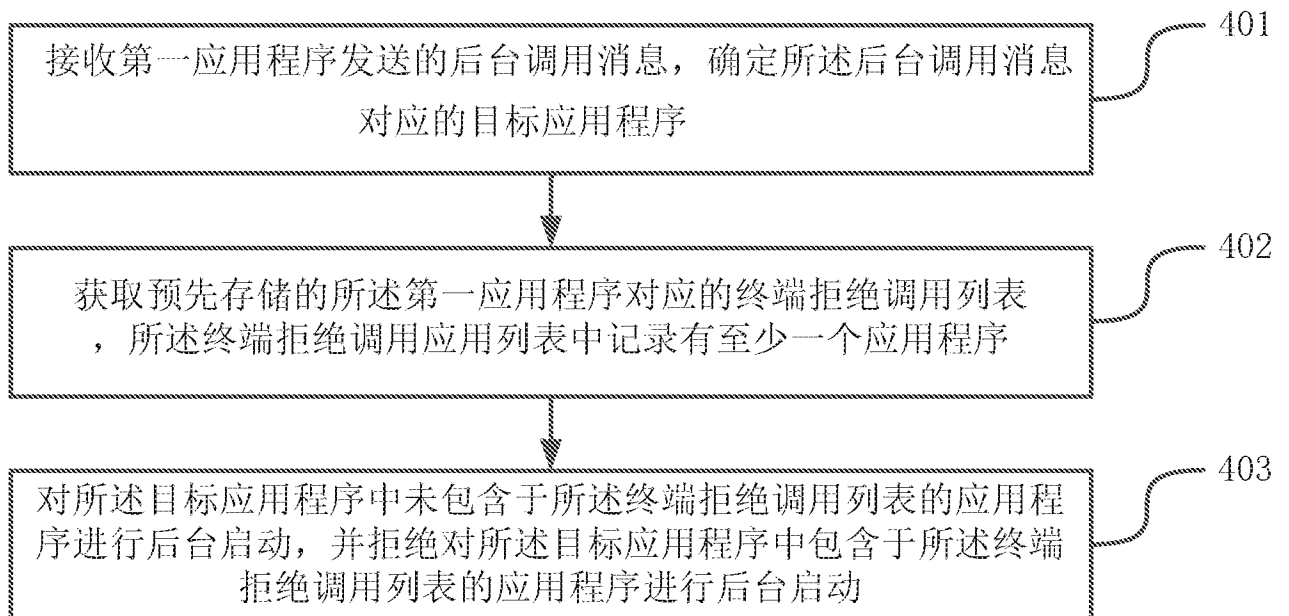 接收第一应用程序发送的后台调用消息，确定所述后台调用消息
对应的目标应用程序
401
获取预先存储的所述第一应用程序对应的终端拒绝调用列表
，所述终端拒绝调用应用列表中记录有至少一个应用程序
402
对所述目标应用程序中未包含于所述终端拒绝调用列表的应用程
序进行后台启动，并拒绝对所述目标应用程序中包含于所述终端
拒绝调用列表的应用程序进行后台启动
403